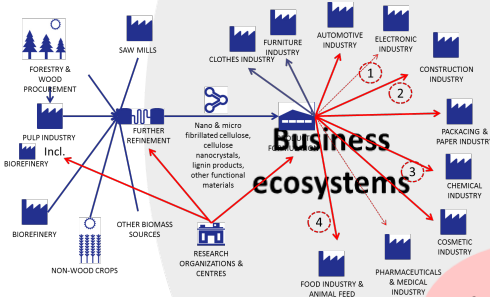 FORESTRY &
WOOD
PROCUREMENT
SAW MILLS
PULP INDUSTRY
Incl.
BIOREFINERY
FURTHER
REFINEMENT
BIOREFINERY
NON-WOOD CROPS
OTHER BIOMASS
SOURCES
Nano & micro
fibrillated cellulose,
cellulose
nanocrystals,
lignin products,
other functional
materials
RESEARCH
ORGANIZATIONS &
CENTRES
Business
ecosystems
CLOTHES INDUSTRY
FURNITURE
INDUSTRY
AUTOMOTIVE
INDUSTRY
ELECTRONIC
INDUSTRY
CONSTRUCTION
INDUSTRY
PACKAGING &
PAPER INDUSTRY
CHEMICAL
INDUSTRY
COSMETIC
INDUSTRY
PHARMACEUTICALS
& MEDICAL
INDUSTRY
FOOD INDUSTRY &
ANIMAL FEED
1
2
3
4